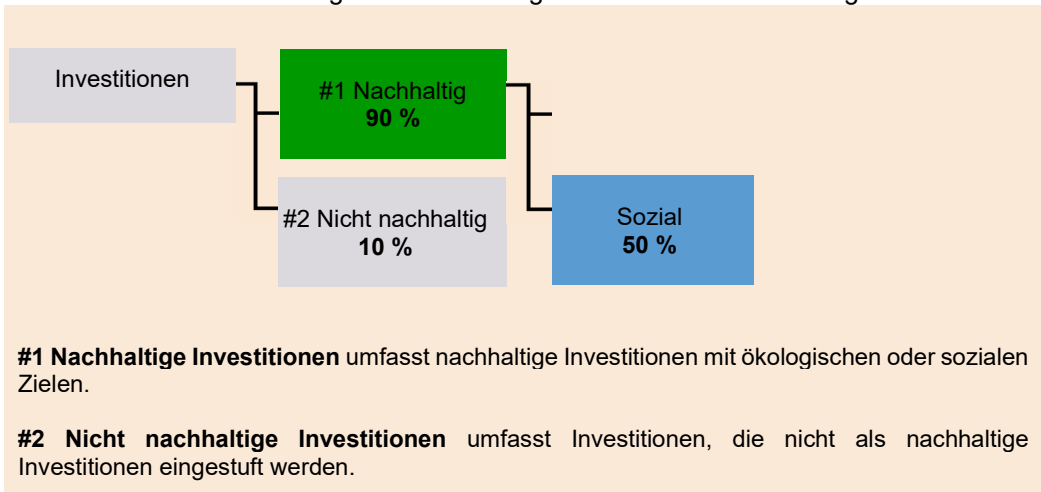 Investitionen
#1 Nachhaltig
90 %
#2 Nicht nachhaltig
10 %
Sozial
50 %
#1 Nachhaltige Investitionen umfasst nachhaltige Investitionen mit ökologischen oder sozialen
Zielen.
#2 Nicht nachhaltige Investitionen umfasst Investitionen, die nicht als nachhaltige
Investitionen eingestuft werden.